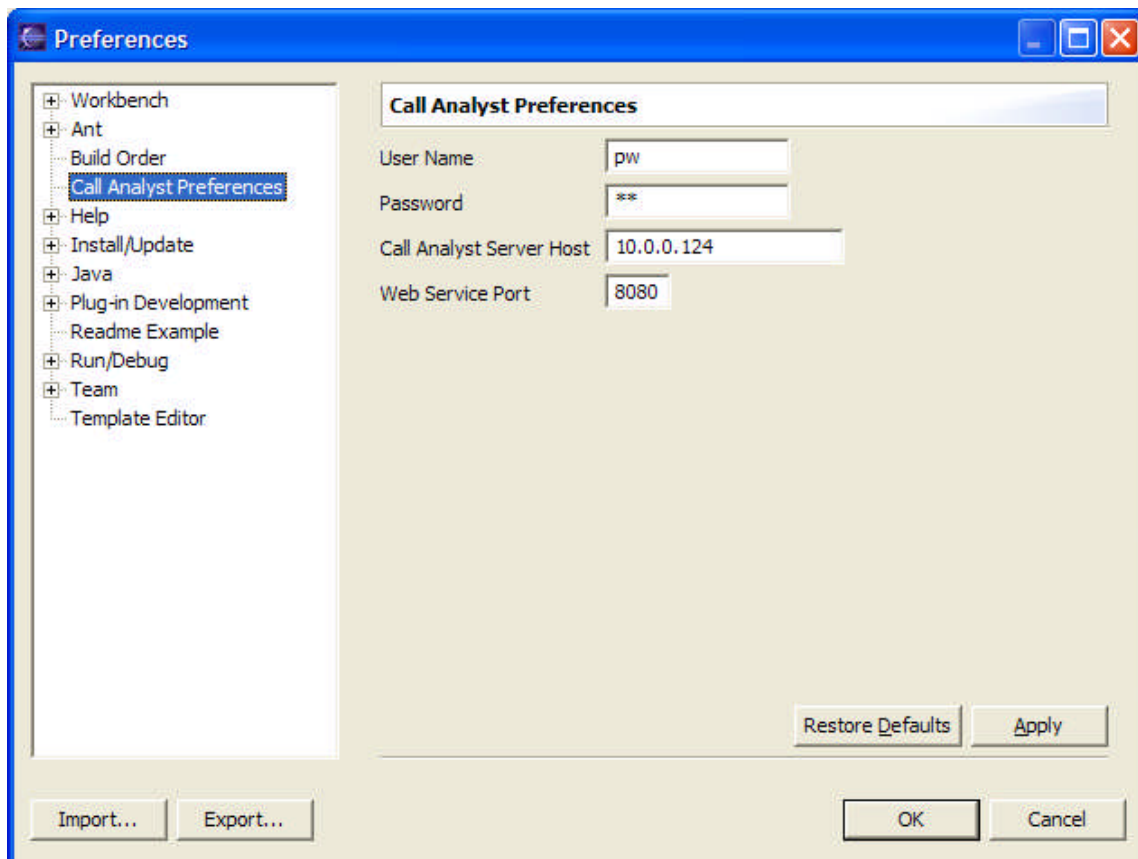 Preferences
Workbench
Ant
Build Order
Call Analyst Preferences
Help
Install/Update
Java
Plug-in Development
Readme Example
Run/Debug
Team
Template Editor
Call Analyst Preferences
User Name pw
Password **
Call Analyst Server Host 10.0.0.124
Web Service Port 8080
Restore Defaults Apply
Import... Export... OK Cancel